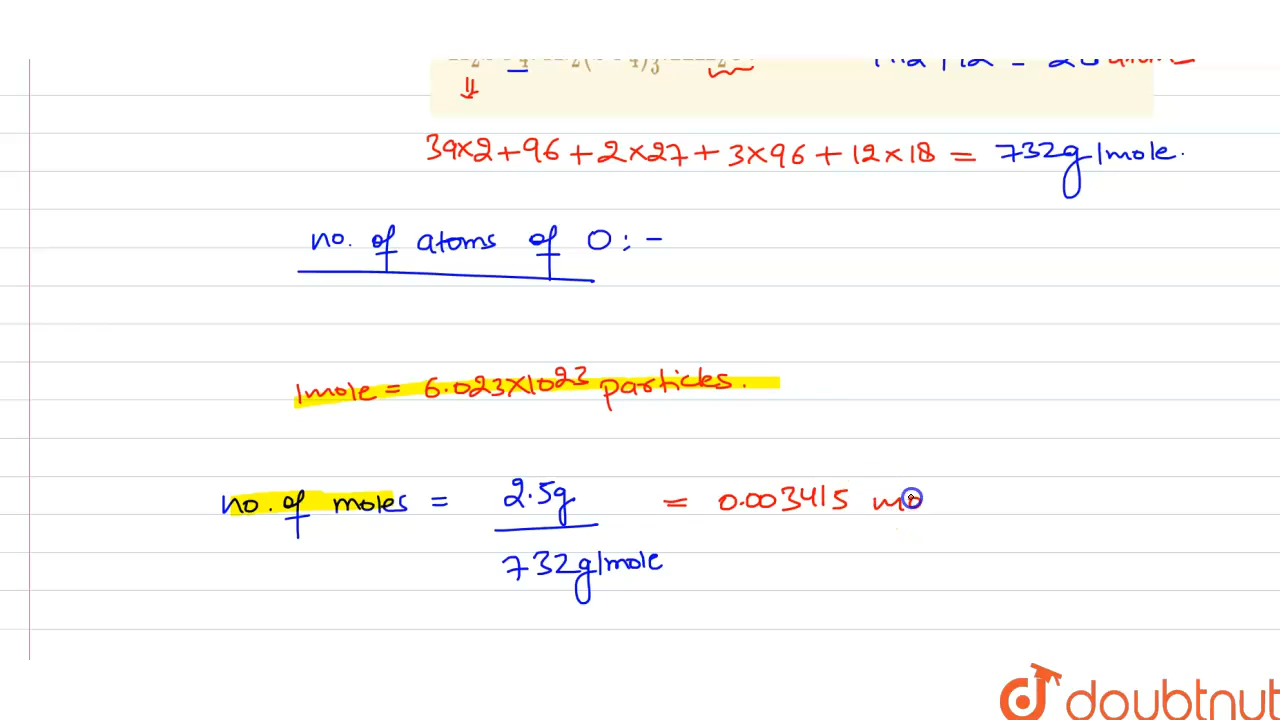 39×2+96+2×27+3×96+12×18 = 732g/mole.
no. of atoms of O:-
1mole = 6.023×10²³ particles.
no. of moles = 2.5g / 732g/mole = 0.003415 mo
doubtnut